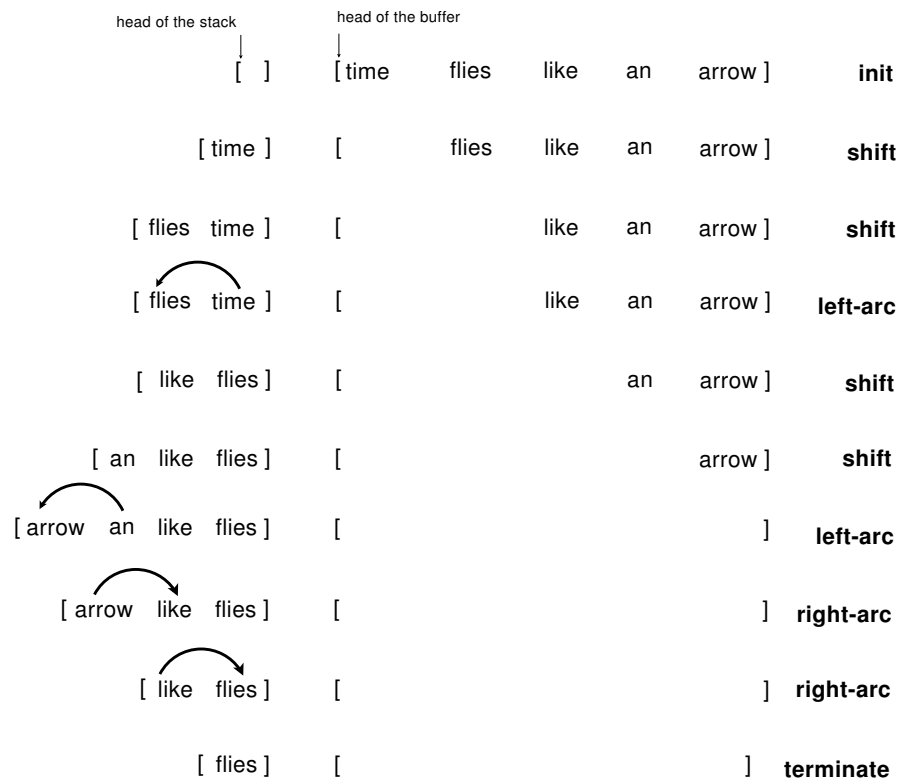 head of the stack head of the buffer
[ ] [ time flies like an arrow ] init
[ time ] [ flies like an arrow ] shift
[ flies time ] [ like an arrow ] shift
[ flies time ] [ like an arrow ] left-arc
[ like flies ] [ an arrow ] shift
[ an like flies ] [ arrow ] shift
[ arrow an like flies ] [ ] left-arc
[ arrow like flies ] [ ] right-arc
[ like flies ] [ ] right-arc
[ flies ] [ ] terminate